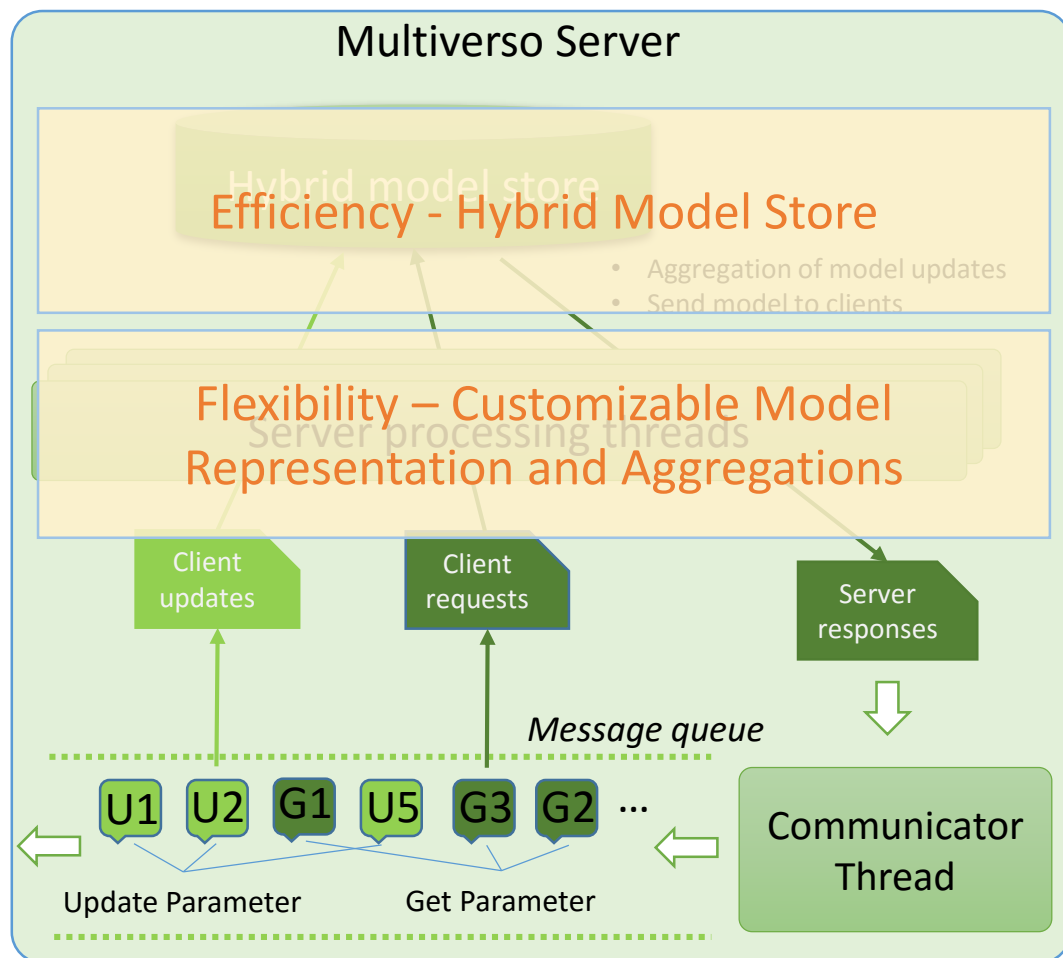 Multiverso Server
Hybrid model store
Efficiency - Hybrid Model Store
• Aggregation of model updates
• Send model to clients
Flexibility – Customizable Model
Server processing threads
Representation and Aggregations
Client
updates
Client
requests
Server
responses
Message queue
U1 U2 G1 U5 G3 G2 ...
Communicator
Thread
Update Parameter
Get Parameter